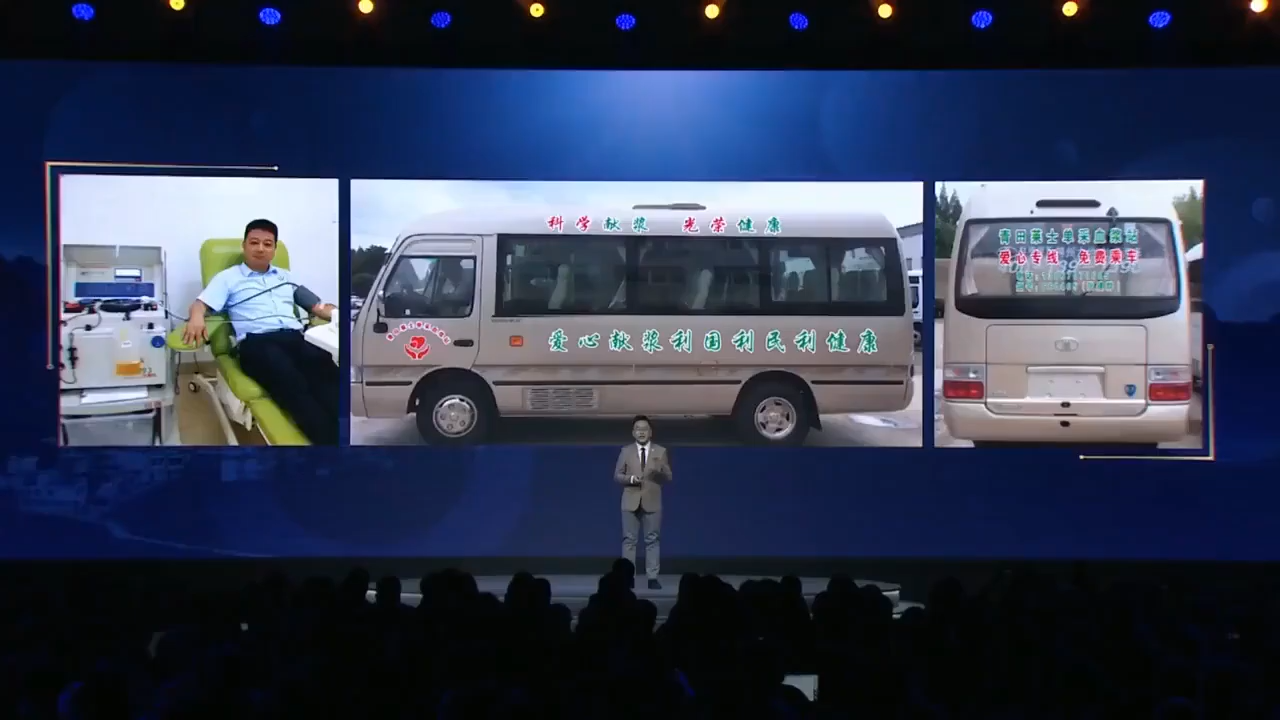 科学献浆 光荣健康
爱心献浆利国利民利健康
青田莱士单采血浆站
爱心专线 免费乘车